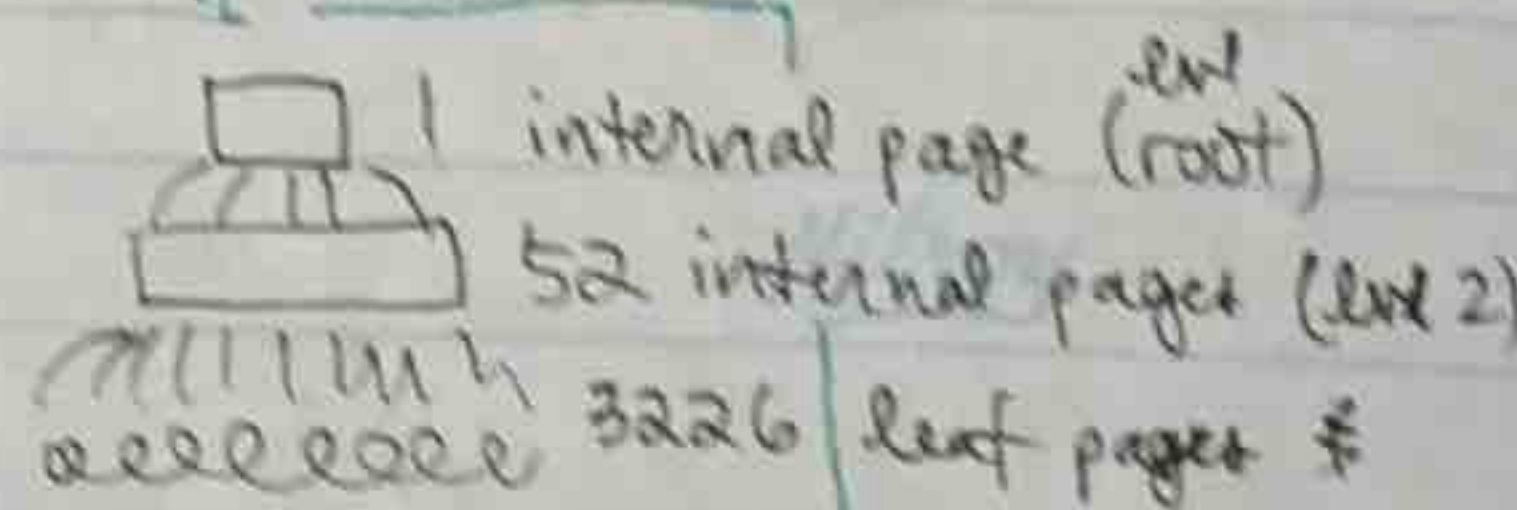 lvl
1 internal page (root)
52 internal pages (lvl 2)
3226 leaf pages *